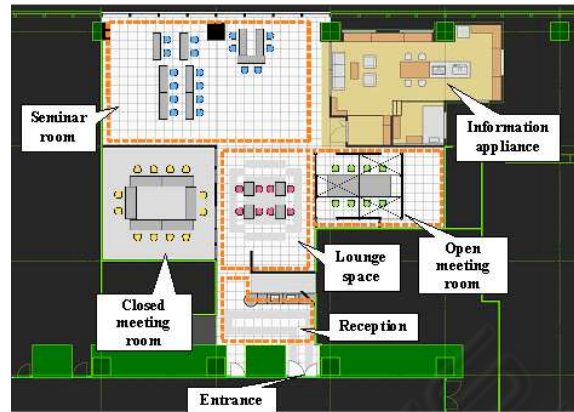 Seminar
room
Information
appliance
Open
meeting
room
Lounge
space
Closed
meeting
room
Reception
Entrance